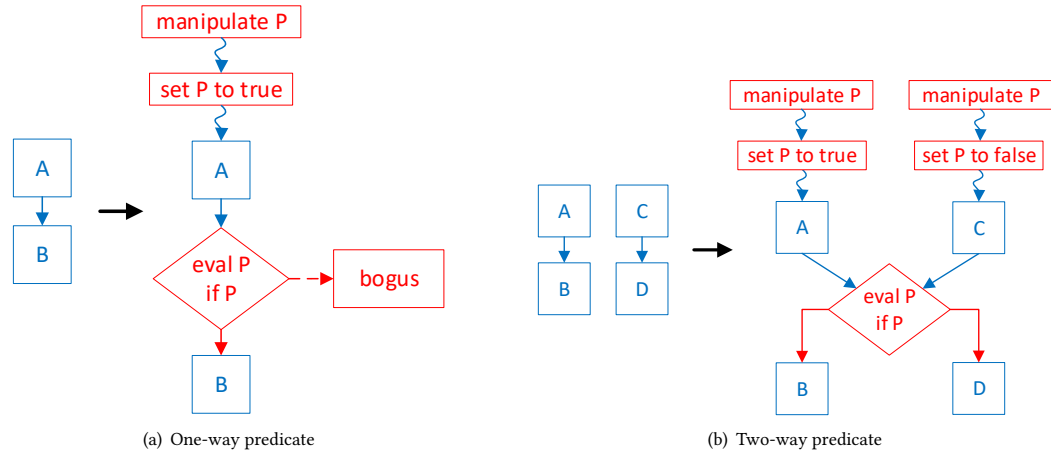 manipulate P
set P to true
A
B
A
eval P
if P
bogus
B
(a) One-way predicate
manipulate P
manipulate P
set P to true
set P to false
A
C
B
D
A
C
eval P
if P
B
D
(b) Two-way predicate